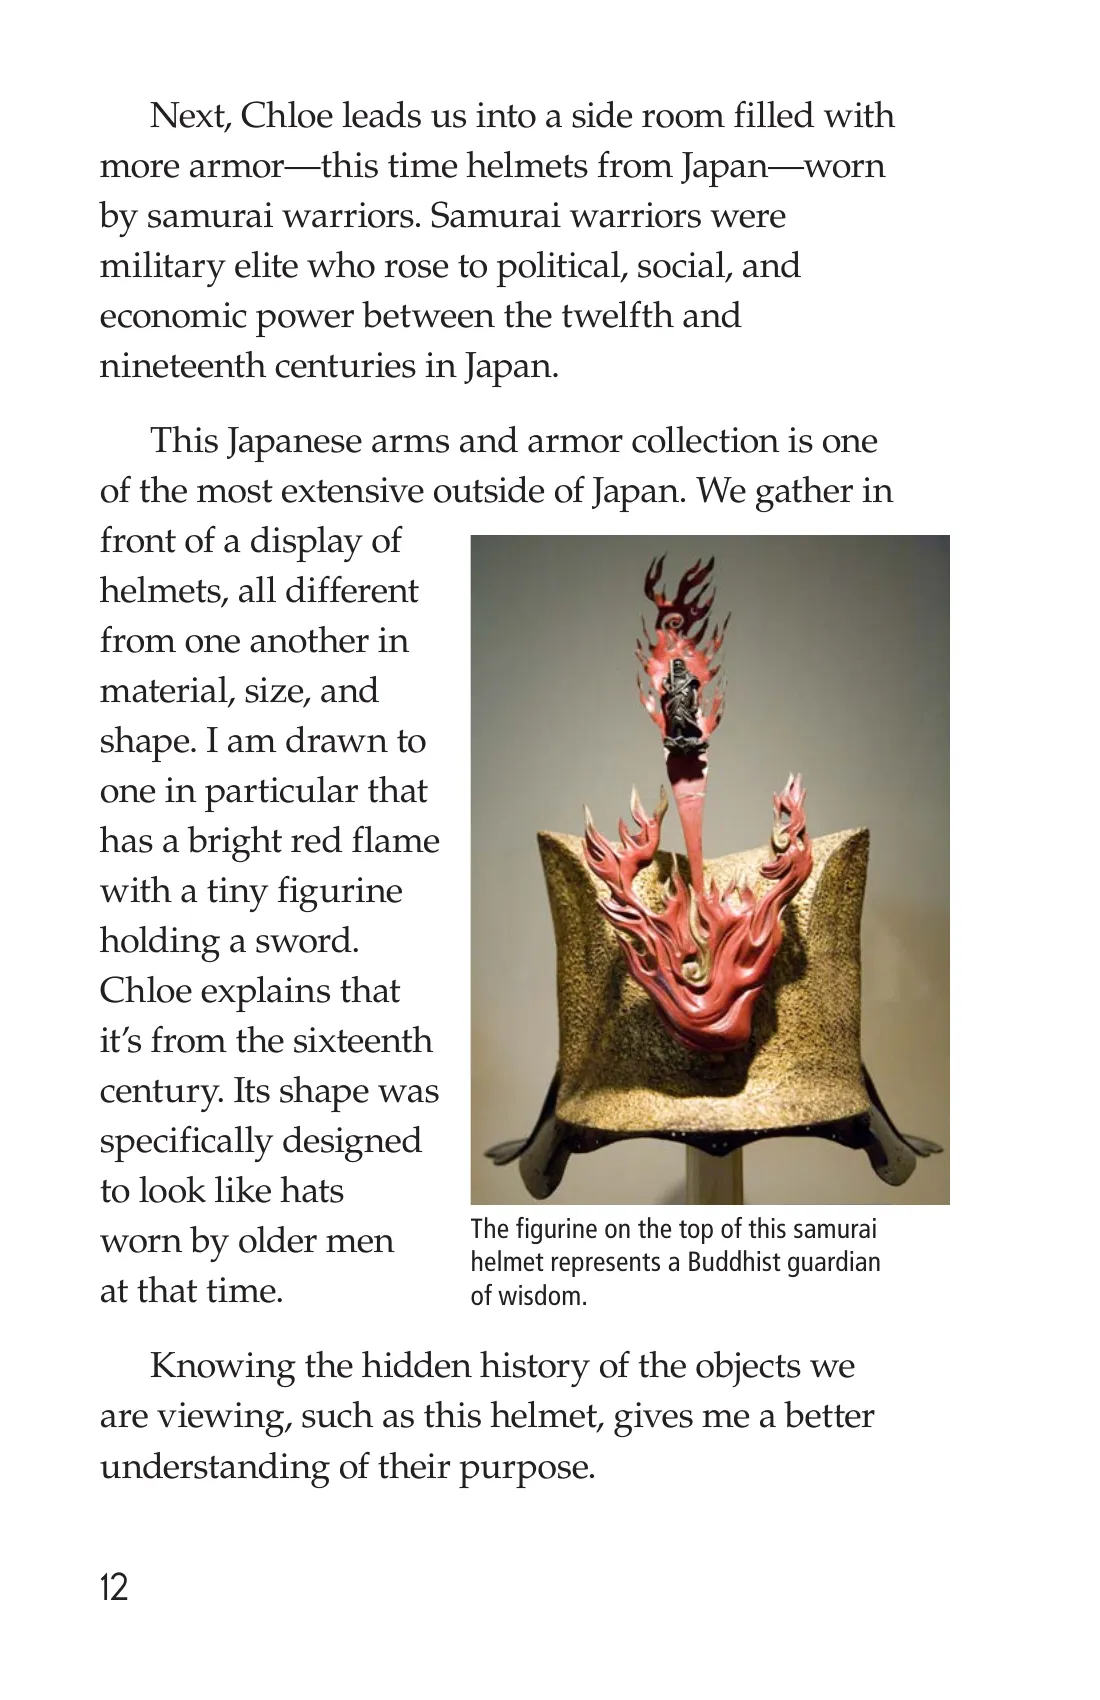 Next, Chloe leads us into a side room filled with
more armor—this time helmets from Japan—worn
by samurai warriors. Samurai warriors were
military elite who rose to political, social, and
economic power between the twelfth and
nineteenth centuries in Japan.
This Japanese arms and armor collection is one
of the most extensive outside of Japan. We gather in
front of a display of
helmets, all different
from one another in
material, size, and
shape. I am drawn to
one in particular that
has a bright red flame
with a tiny figurine
holding a sword.
Chloe explains that
it’s from the sixteenth
century. Its shape was
specifically designed
to look like hats
worn by older men
at that time.
The figurine on the top of this samurai
helmet represents a Buddhist guardian
of wisdom.
Knowing the hidden history of the objects we
are viewing, such as this helmet, gives me a better
understanding of their purpose.
12